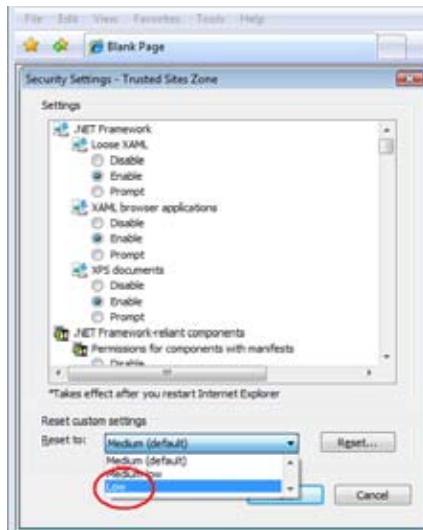 File Edit View Favorites Tools Help
Blank Page
Security Settings - Trusted Sites Zone
Settings
.NET Framework
Loose XAML
Disable
Enable
Prompt
XAML browser applications
Disable
Enable
Prompt
XPS documents
Disable
Enable
Prompt
.NET Framework-reliant components
Permissions for components with manifests
Disable
*Takes effect after you restart Internet Explorer
Reset custom settings
Reset to: Medium (default) Reset...
Medium (default)
Medium-low
Low
Cancel